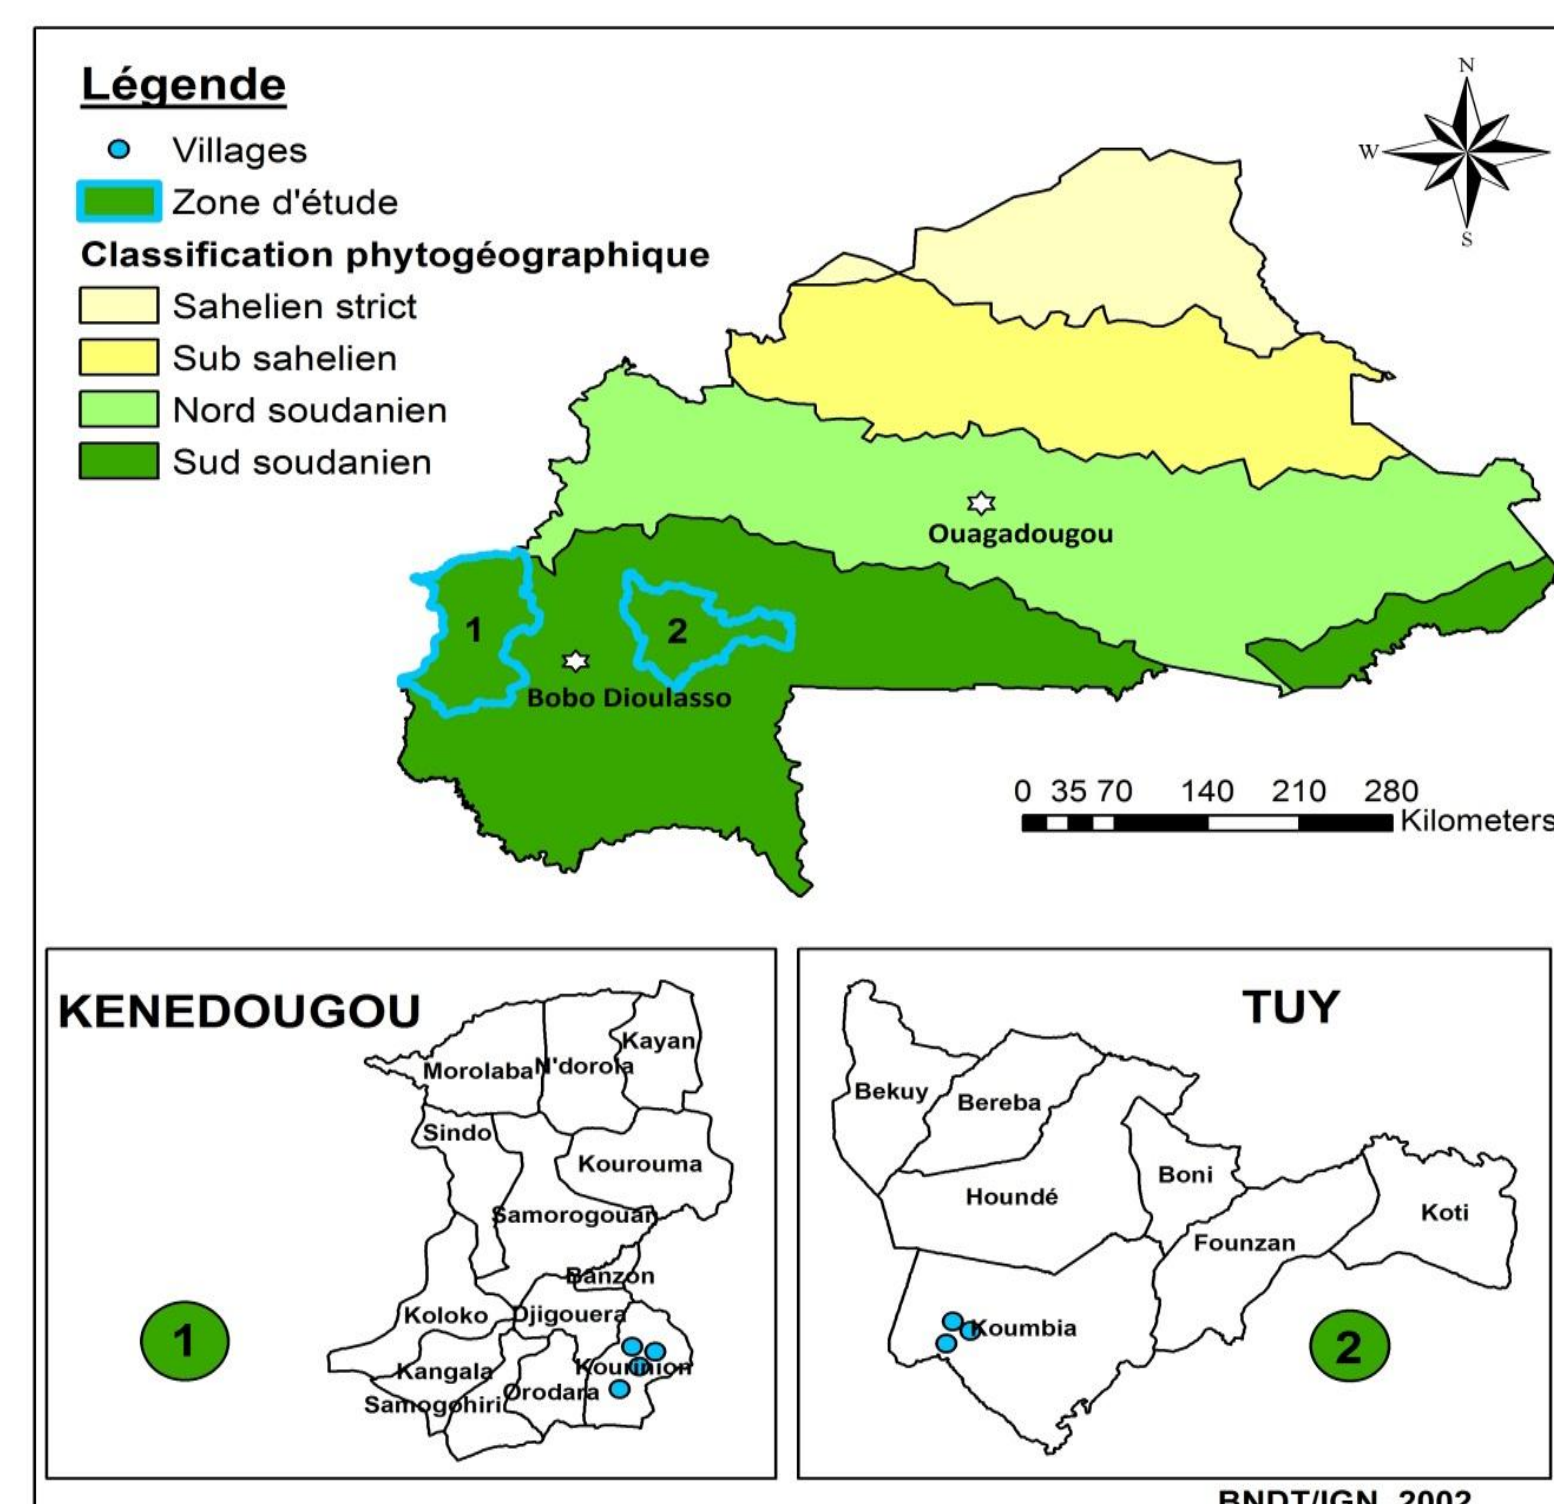 Légende
Villages
Zone d'étude
Classification phytogéographique
Sahelien strict
Sub sahelien
Nord soudanien
Sud soudanien
N
W
S
Ouagadougou
1
2
Bobo Dioulasso
0 35 70 140 210 280
Kilometers
KENEDOUGOU
Kayan
Morolaba
N'dorola
Sindo
Kourouma
Samorogouan
Banzon
Koloko
Djigouera
Kangala
Kourinion
Orodara
Samogohiri
1
TUY
Bekuy
Bereba
Boni
Houndé
Koti
Founzan
Koumbia
2
BNDT/IGN, 2002